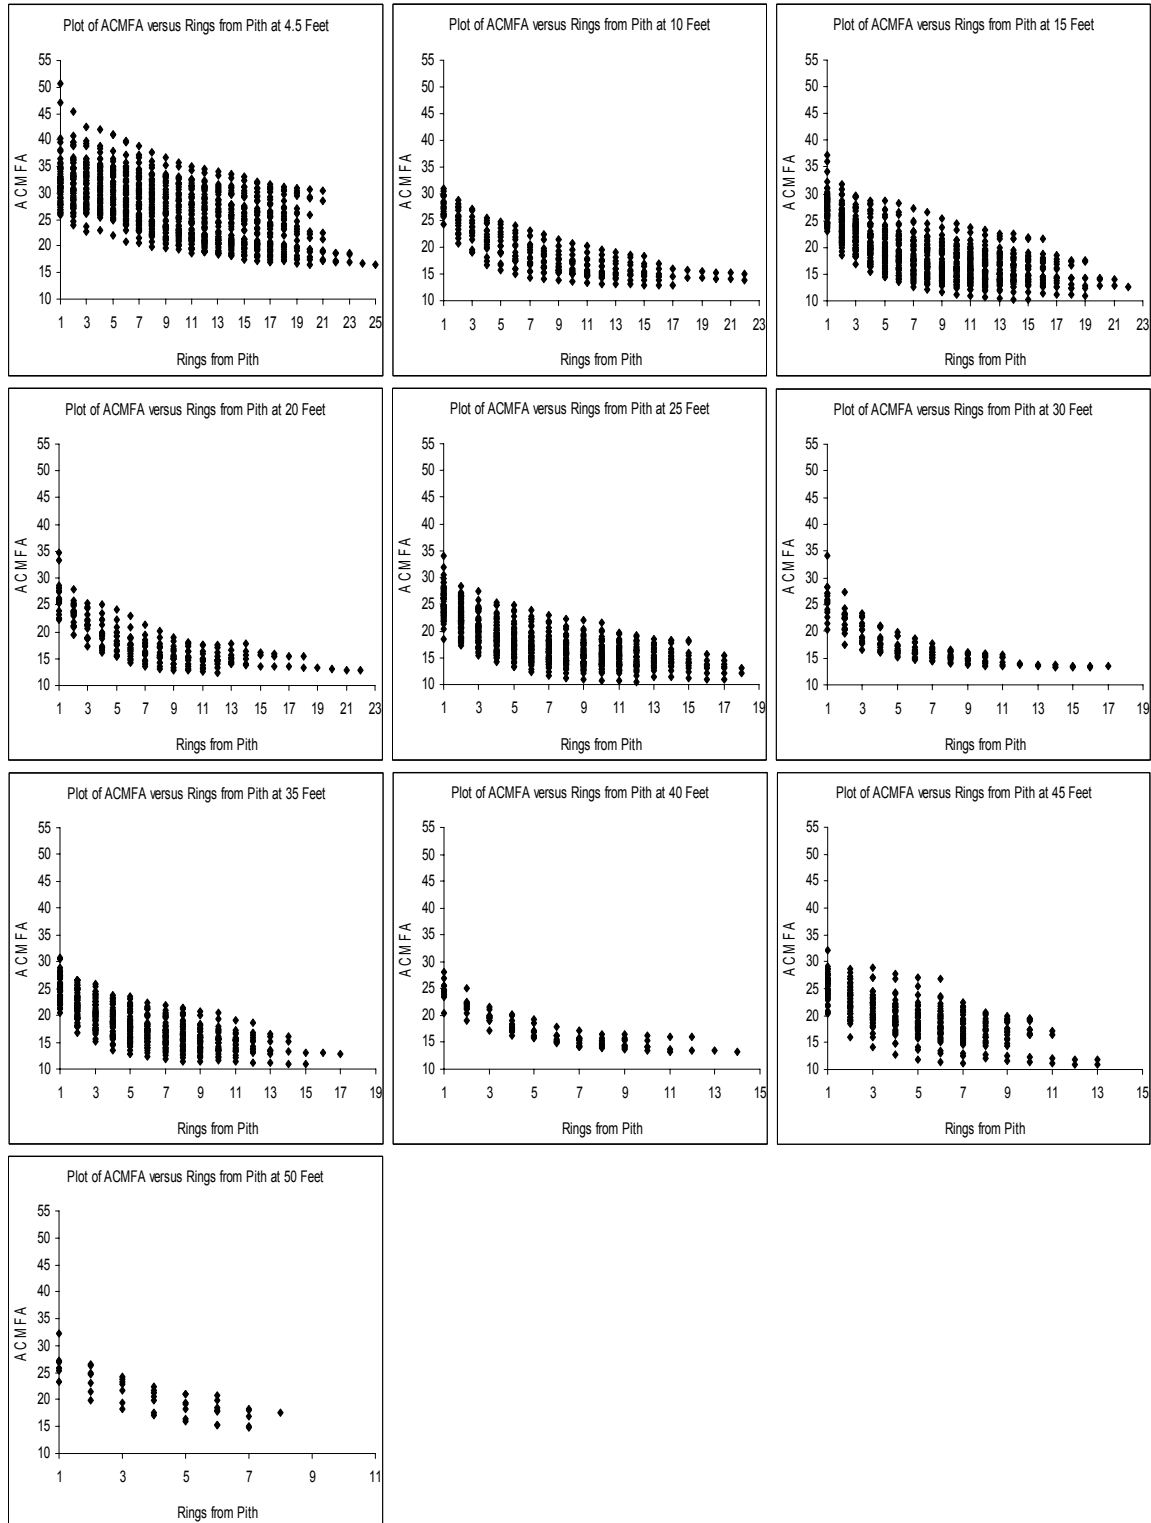 Plot of ACMFA versus Rings from Pith at 4.5 Feet
55
50
45
40
35
30
25
20
15
10
ACMFA
1 3 5 7 9 11 13 15 17 19 21 23 25
Rings from Pith
Plot of ACMFA versus Rings from Pith at 10 Feet
55
50
45
40
35
30
25
20
15
10
ACMFA
1 3 5 7 9 11 13 15 17 19 21 23
Rings from Pith
Plot of ACMFA versus Rings from Pith at 15 Feet
55
50
45
40
35
30
25
20
15
10
ACMFA
1 3 5 7 9 11 13 15 17 19 21 23
Rings from Pith
Plot of ACMFA versus Rings from Pith at 20 Feet
55
50
45
40
35
30
25
20
15
10
ACMFA
1 3 5 7 9 11 13 15 17 19 21 23
Rings from Pith
Plot of ACMFA versus Rings from Pith at 25 Feet
55
50
45
40
35
30
25
20
15
10
ACMFA
1 3 5 7 9 11 13 15 17 19
Rings from Pith
Plot of ACMFA versus Rings from Pith at 30 Feet
55
50
45
40
35
30
25
20
15
10
ACMFA
1 3 5 7 9 11 13 15 17 19
Rings from Pith
Plot of ACMFA versus Rings from Pith at 35 Feet
55
50
45
40
35
30
25
20
15
10
ACMFA
1 3 5 7 9 11 13 15 17 19
Rings from Pith
Plot of ACMFA versus Rings from Pith at 40 Feet
55
50
45
40
35
30
25
20
15
10
ACMFA
1 3 5 7 9 11 13 15
Rings from Pith
Plot of ACMFA versus Rings from Pith at 45 Feet
55
50
45
40
35
30
25
20
15
10
ACMFA
1 3 5 7 9 11 13 15
Rings from Pith
Plot of ACMFA versus Rings from Pith at 50 Feet
55
50
45
40
35
30
25
20
15
10
ACMFA
1 3 5 7 9 11
Rings from Pith